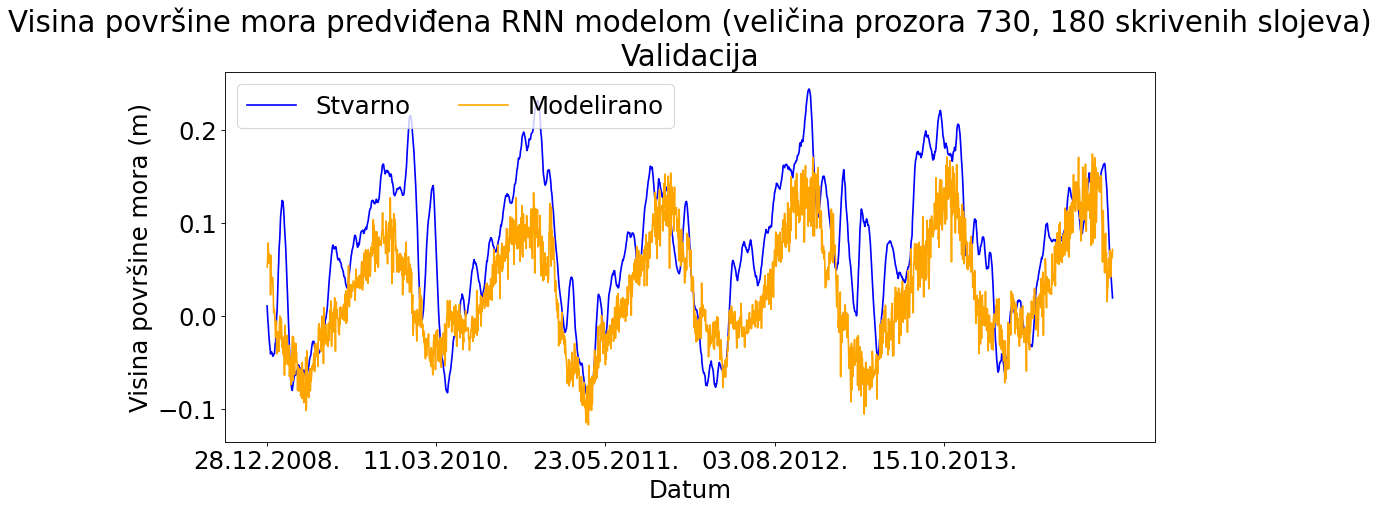 Visina površine mora predviđena RNN modelom (veličina prozora 730, 180 skrivenih slojeva)
Validacija
Stvarno
Modelirano
Visina površine mora (m)
0.2
0.1
0.0
−0.1
28.12.2008.
11.03.2010.
23.05.2011.
03.08.2012.
15.10.2013.
Datum